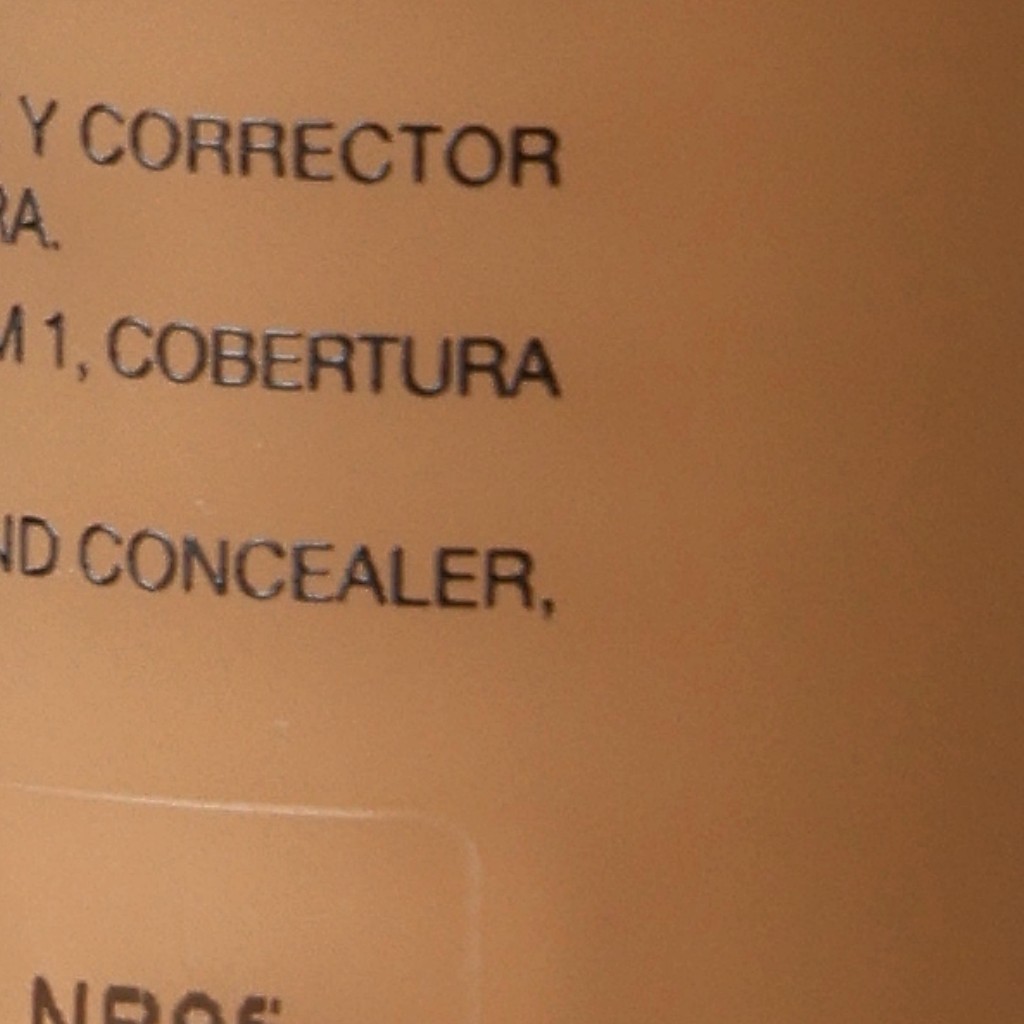 Y CORRECTOR
RA.
M 1, COBERTURA
ND CONCEALER,